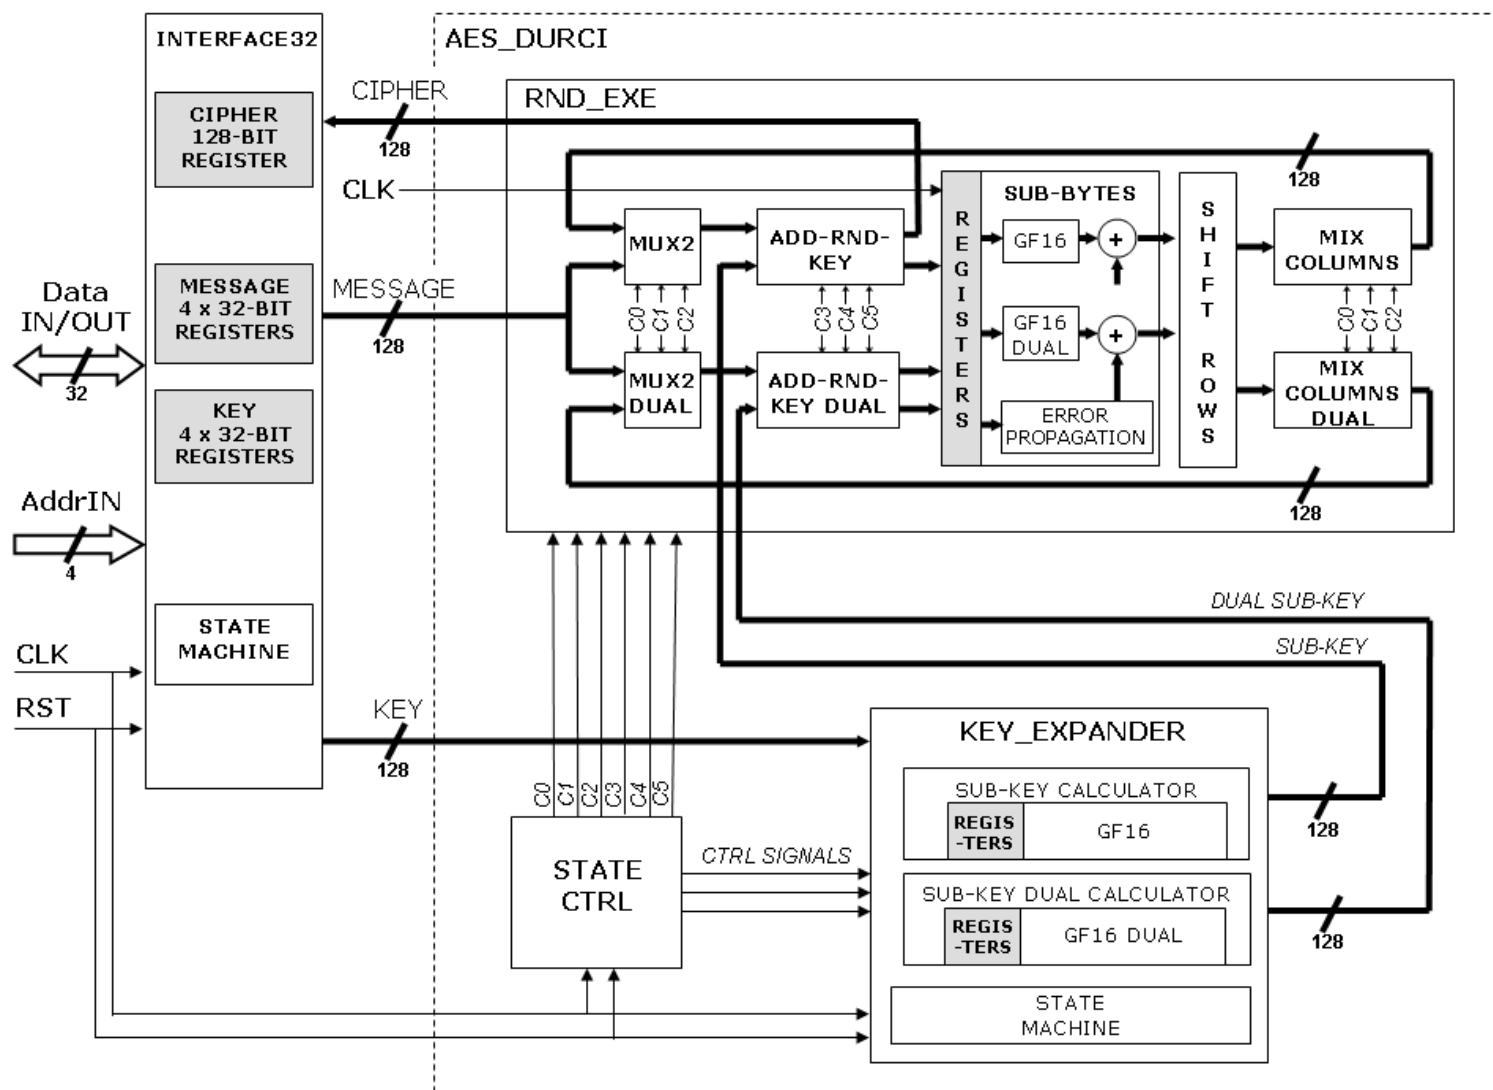 INTERFACE32
CIPHER
128-BIT
REGISTER
MESSAGE
4 x 32-BIT
REGISTERS
KEY
4 x 32-BIT
REGISTERS
STATE
MACHINE
Data
IN/OUT
32
AddrIN
4
CLK
RST
AES_DURCI
CIPHER
128
CLK
MESSAGE
128
KEY
128
RND_EXE
128
MUX2
C0
C1
C2
MUX2
DUAL
ADD-RND-
KEY
C3
C4
C5
ADD-RND-
KEY DUAL
REGISTERS
SUB-BYTES
GF16
+
GF16
DUAL
+
ERROR
PROPAGATION
SHIFT ROWS
MIX
COLUMNS
C0
C1
C2
MIX
COLUMNS
DUAL
128
DUAL SUB-KEY
SUB-KEY
C0
C1
C2
C3
C4
C5
STATE
CTRL
CTRL SIGNALS
KEY_EXPANDER
SUB-KEY CALCULATOR
REGIS
-TERS
GF16
128
SUB-KEY DUAL CALCULATOR
REGIS
-TERS
GF16 DUAL
128
STATE
MACHINE